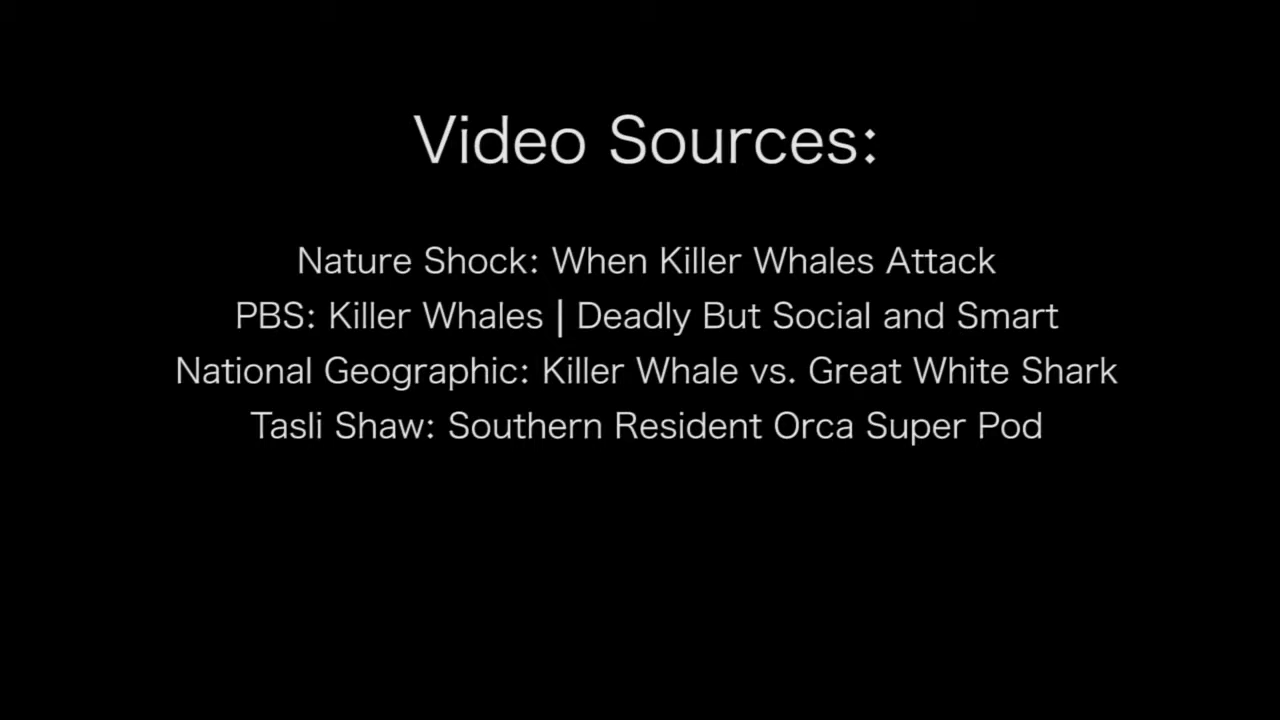 Video Sources:
Nature Shock: When Killer Whales Attack
PBS: Killer Whales | Deadly But Social and Smart
National Geographic: Killer Whale vs. Great White Shark
Tasli Shaw: Southern Resident Orca Super Pod